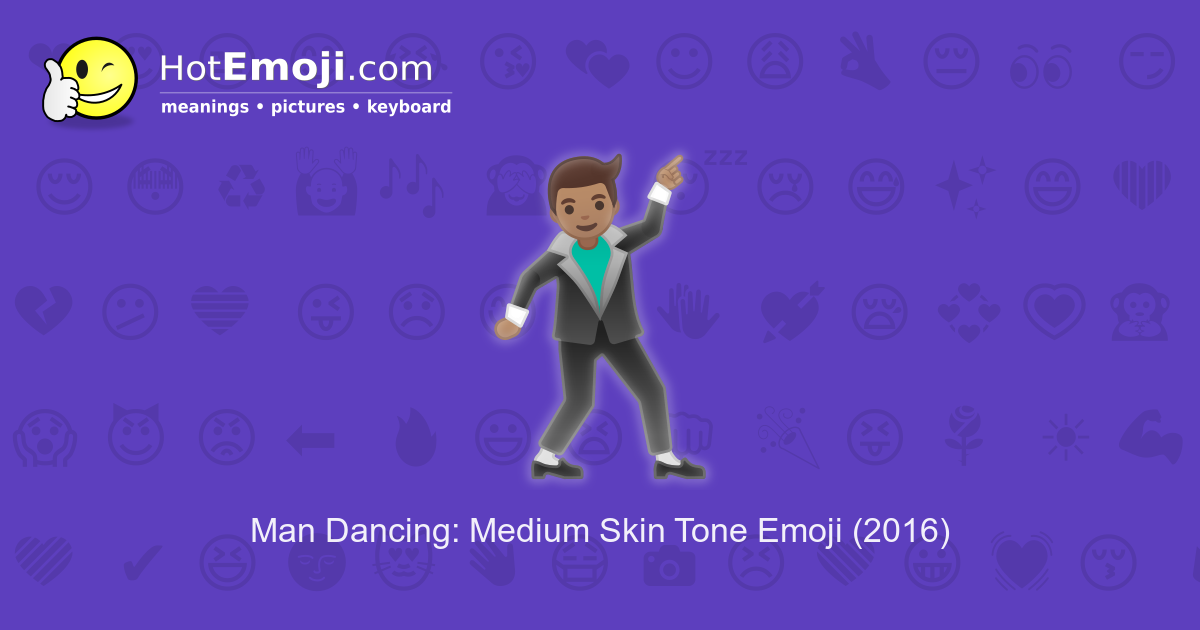 HotEmoji.com
meanings • pictures • keyboard
zzz
Man Dancing: Medium Skin Tone Emoji (2016)